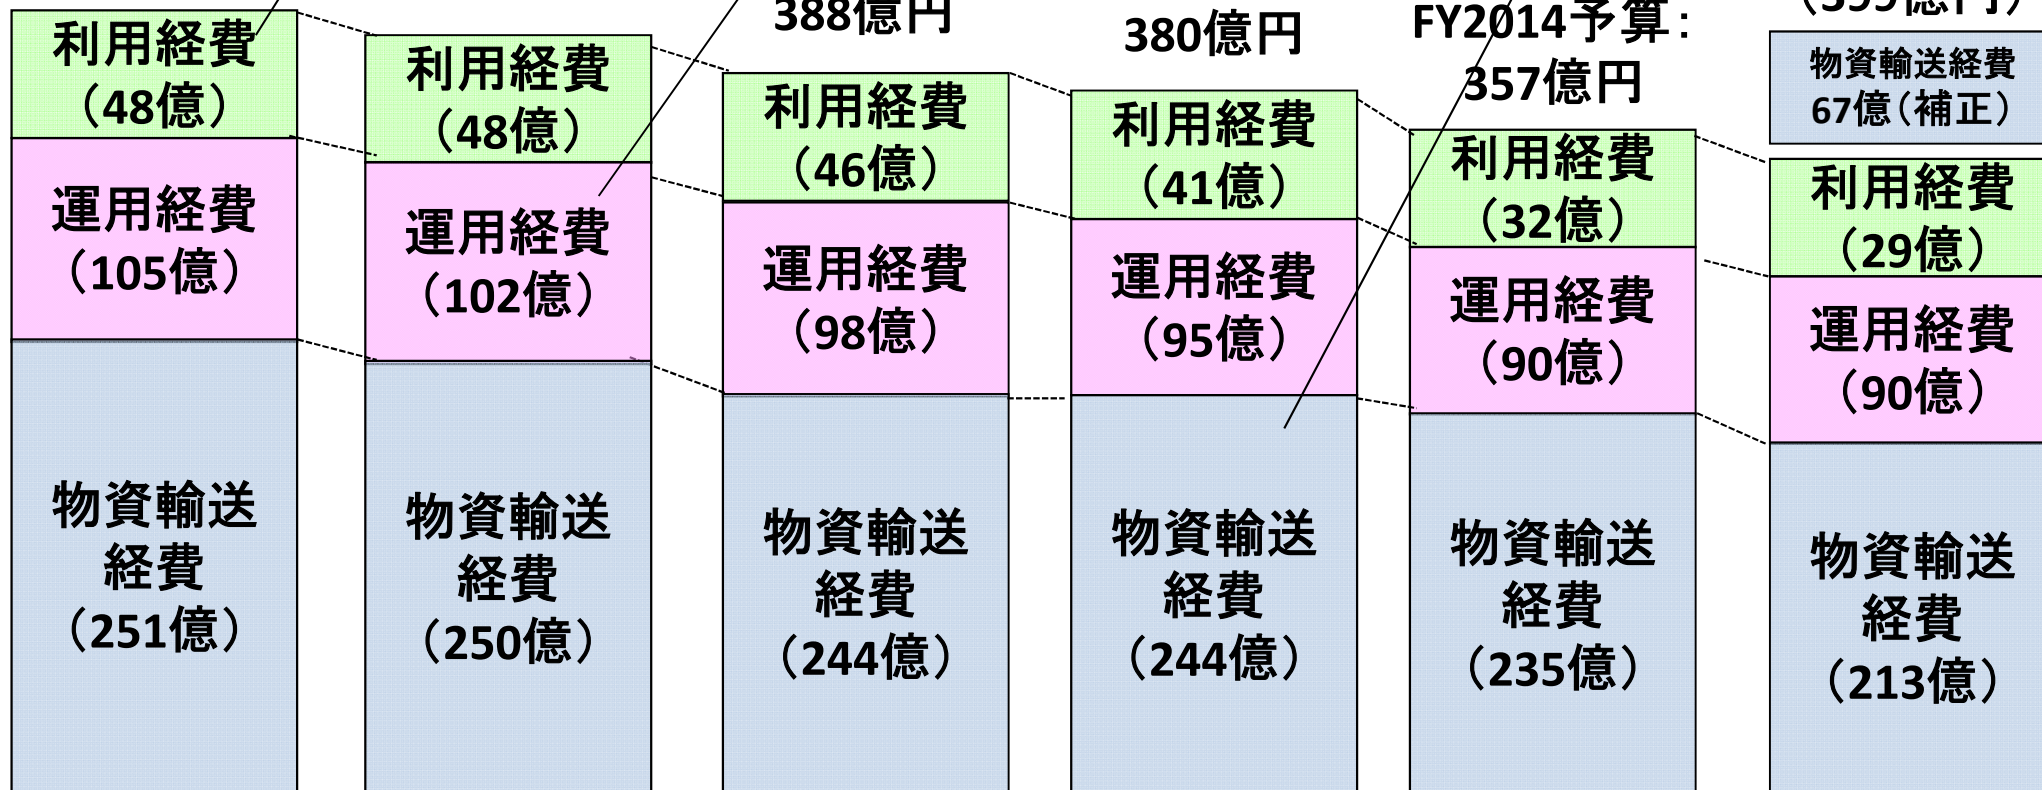 利用経費
（48億）
運用経費
（105億）
物資輸送
経費
（251億）
利用経費
（48億）
運用経費
（102億）
物資輸送
経費
（250億）
388億円
利用経費
（46億）
運用経費
（98億）
物資輸送
経費
（244億）
380億円
利用経費
（41億）
運用経費
（95億）
物資輸送
経費
（244億）
FY2014予算：
357億円
利用経費
（32億）
運用経費
（90億）
物資輸送
経費
（235億）
物資輸送経費
67億（補正）
利用経費
（29億）
運用経費
（90億）
物資輸送
経費
（213億）